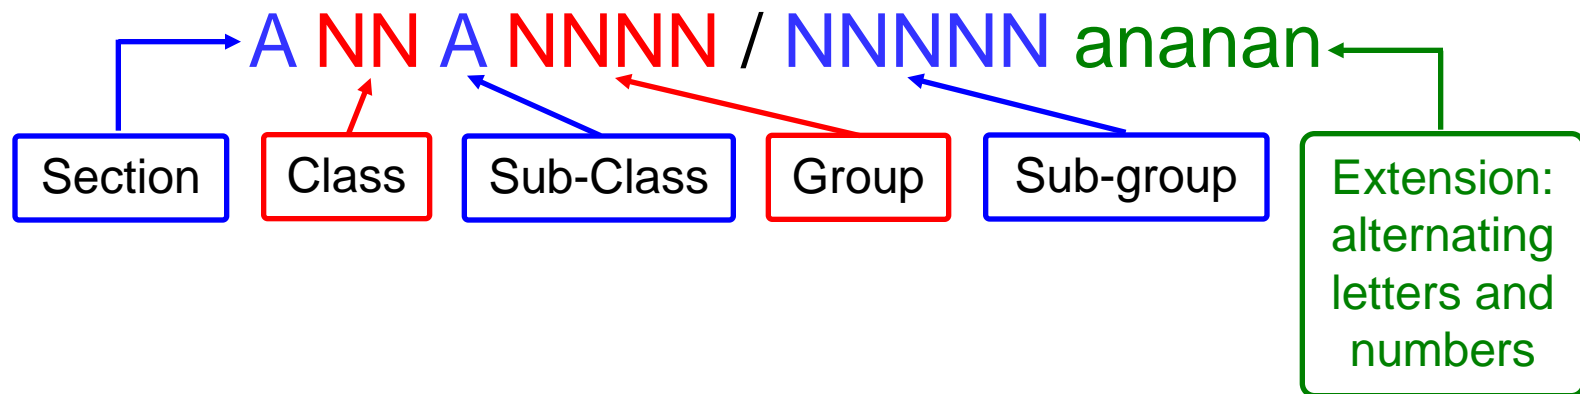 A NN A NNNN / NNNNN ananan
Section Class Sub-Class Group Sub-group
Extension:
alternating
letters and
numbers